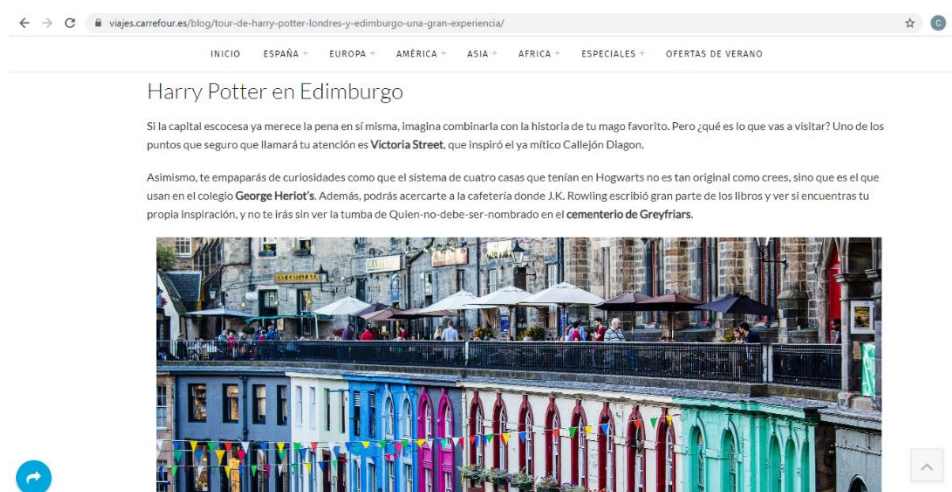 viajes.carrefour.es/blog/tour-de-harry-potter-londres-y-edimburgo-una-gran-experiencia/
C
INICIO ESPAÑA + EUROPA + AMÉRICA + ASIA + AFRICA + ESPECIALES + OFERTAS DE VERANO
Harry Potter en Edimburgo
Si la capital escocesa ya merece la pena en sí misma, imagina combinarla con la historia de tu mago favorito. Pero ¿qué es lo que vas a visitar? Uno de los
puntos que seguro que llamará tu atención es Victoria Street, que inspiró el ya mítico Callejón Diagon.
Asimismo, te empaparás de curiosidades como que el sistema de cuatro casas que tenían en Hogwarts no es tan original como crees, sino que es el que
usan en el colegio George Heriot's. Además, podrás acercarte a la cafetería donde J.K. Rowling escribió gran parte de los libros y ver si encuentras tu
propia inspiración, y no te irás sin ver la tumba de Quien-no-debe-ser-nombrado en el cementerio de Greyfriars.